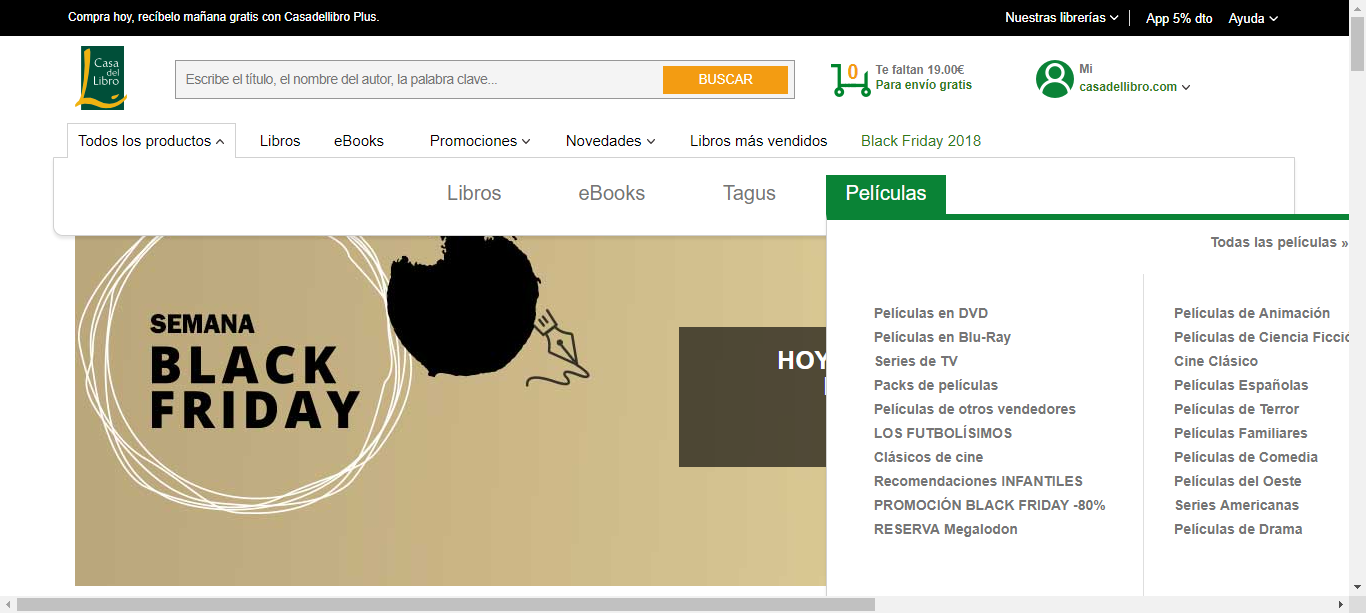 Compra hoy, recíbelo mañana gratis con Casadellibro Plus.
Nuestras librerías
App 5% dto
Ayuda
Casa
del
Libro
Escribe el título, el nombre del autor, la palabra clave...
BUSCAR
0
Te faltan 19.00€
Para envío gratis
Mi
casadellibro.com
Todos los productos
Libros
eBooks
Promociones
Novedades
Libros más vendidos
Black Friday 2018
Libros
eBooks
Tagus
Películas
Todas las películas »
SEMANA
BLACK
FRIDAY
HOY
Películas en DVD
Películas en Blu-Ray
Series de TV
Packs de películas
Películas de otros vendedores
LOS FUTBOLÍSIMOS
Clásicos de cine
Recomendaciones INFANTILES
PROMOCIÓN BLACK FRIDAY -80%
RESERVA Megalodon
Películas de Animación
Películas de Ciencia Ficció
Cine Clásico
Películas Españolas
Películas de Terror
Películas Familiares
Películas de Comedia
Películas del Oeste
Series Americanas
Películas de Drama